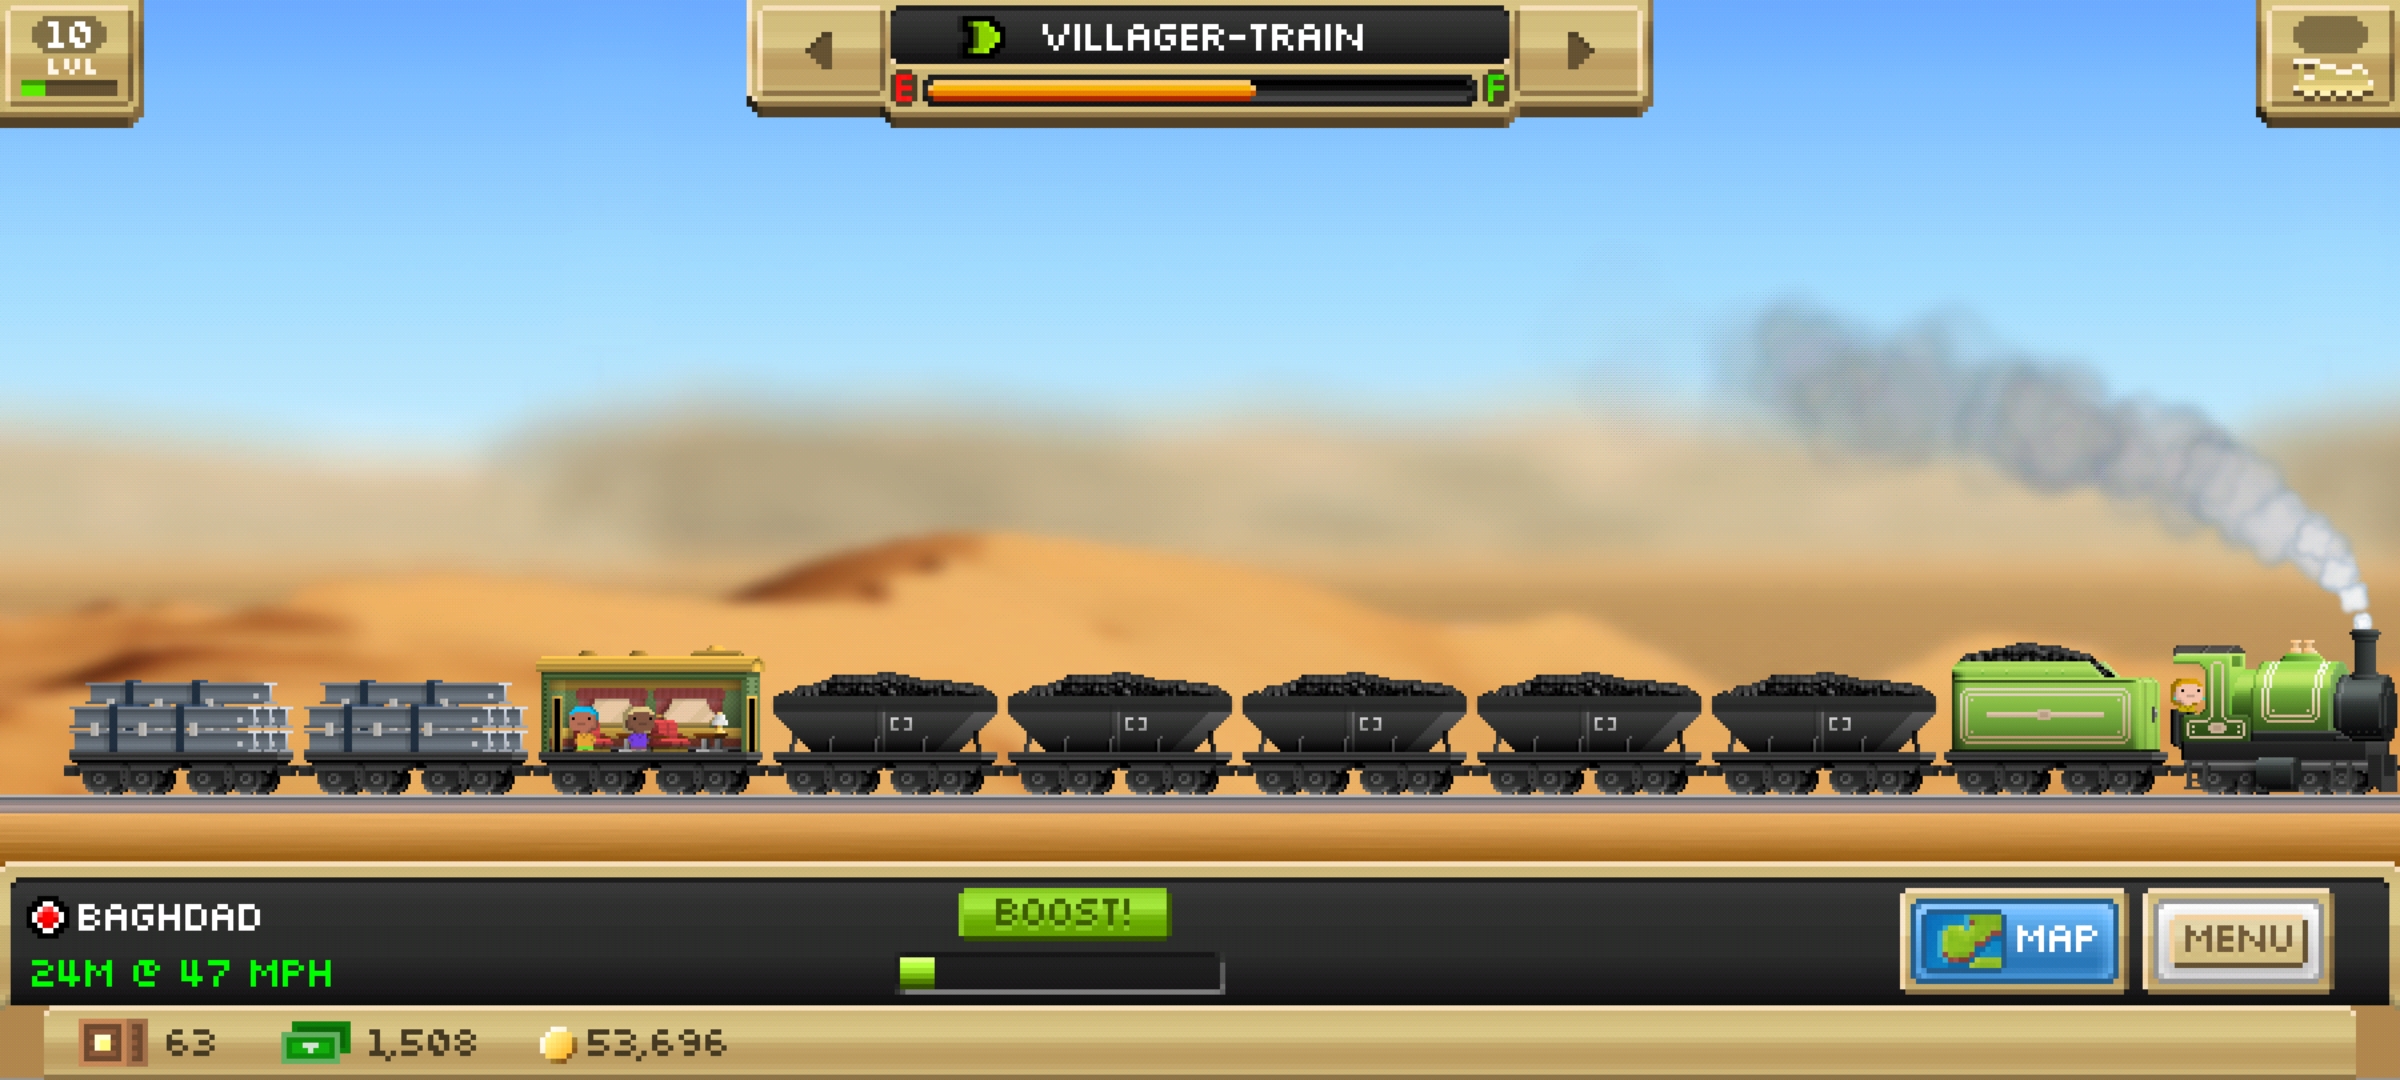 10
LVL
VILLAGER-TRAIN
E F
BAGHDAD
24M @ 47 MPH
BOOST!
MAP
MENU
63
1,508
53,696